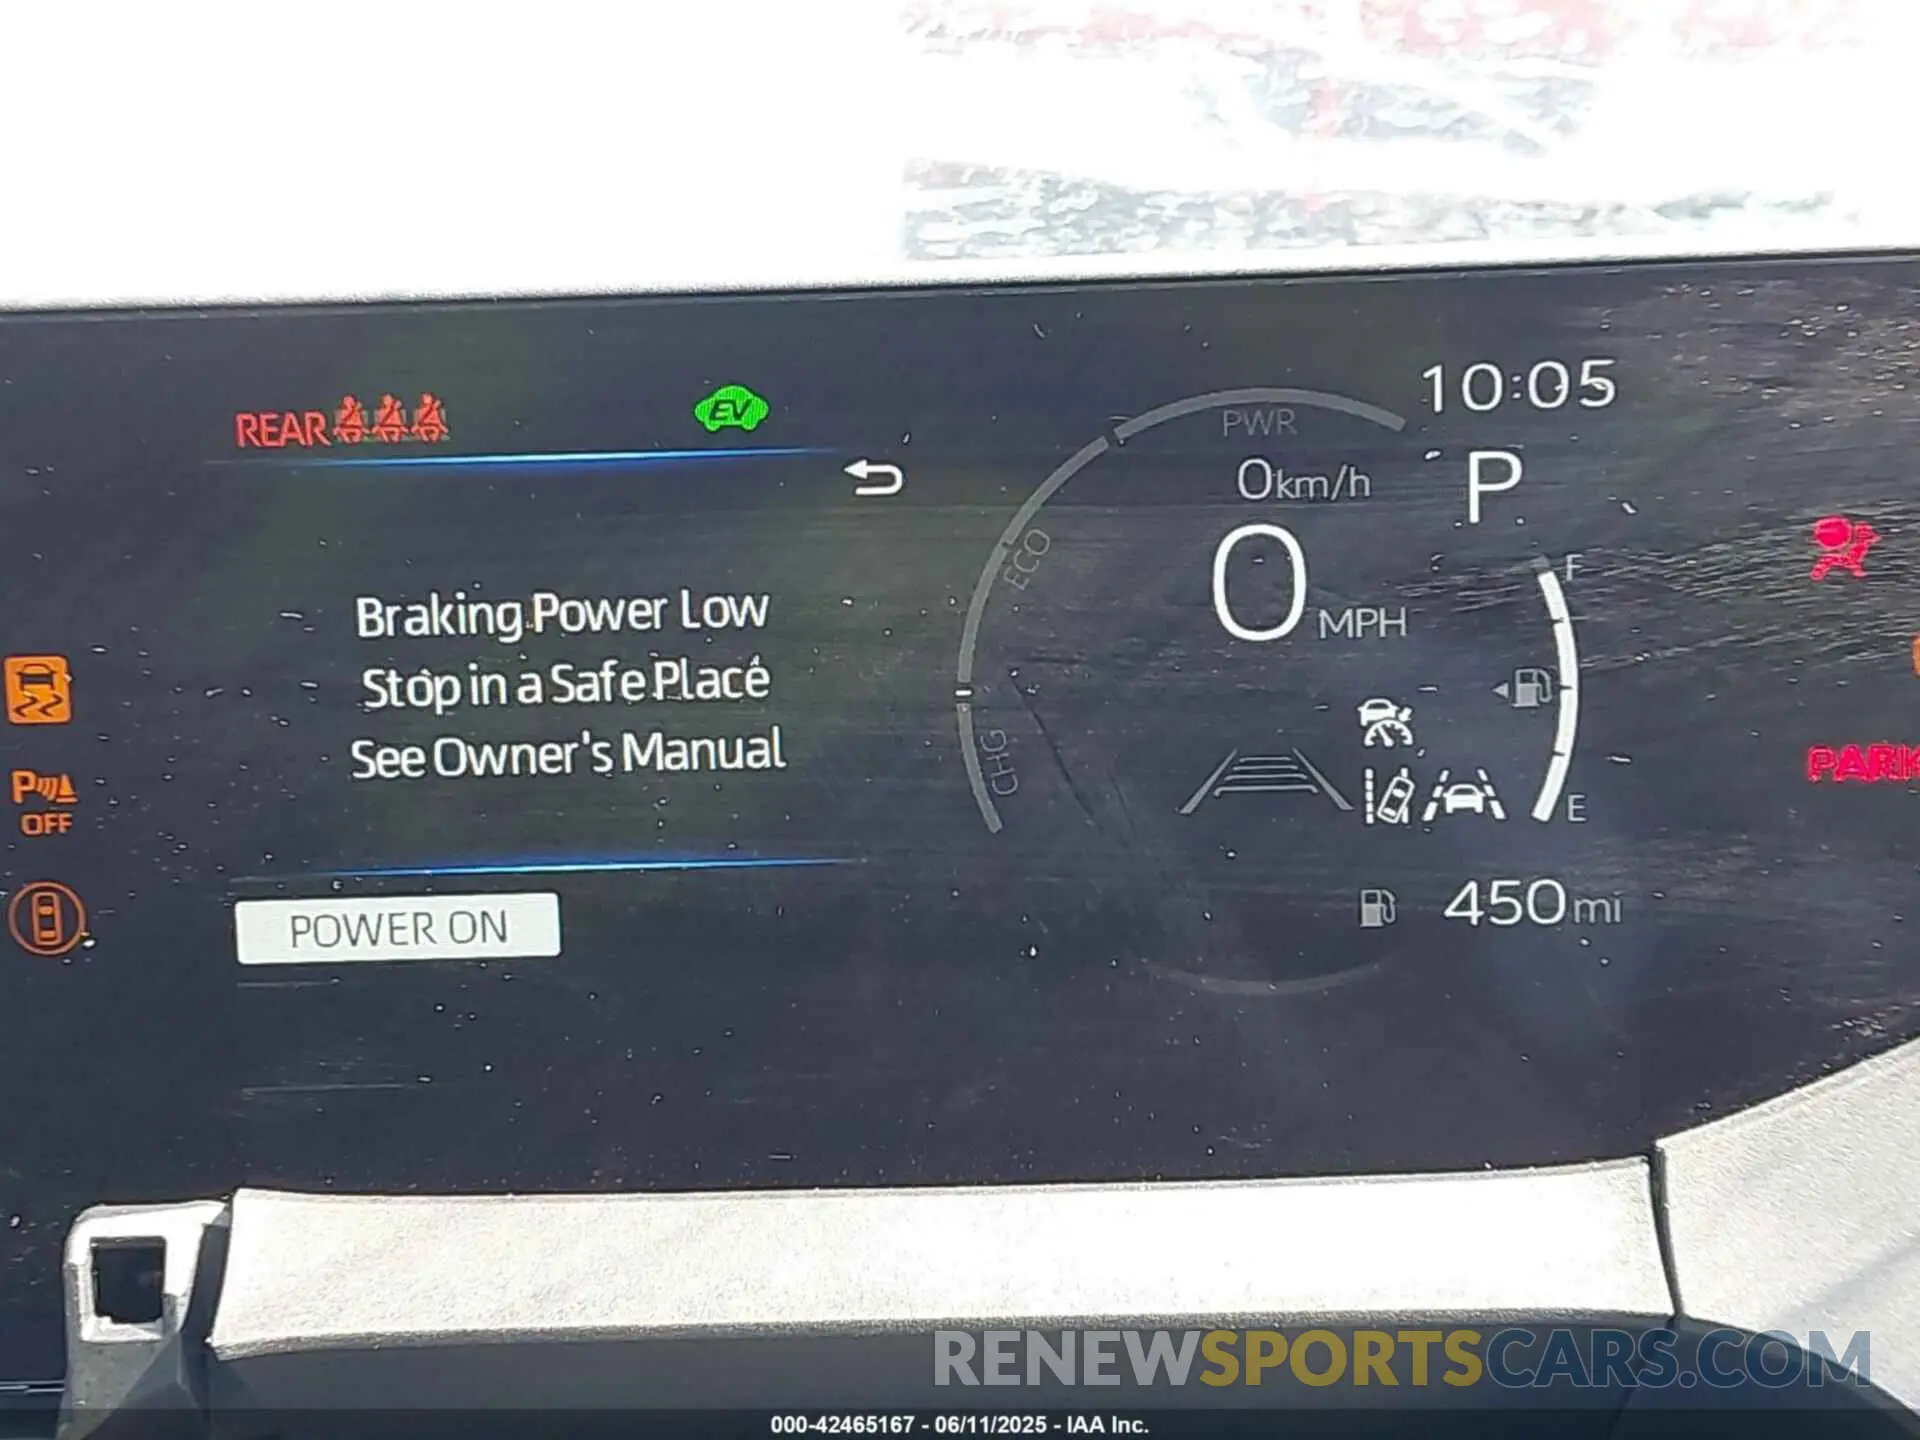 10:05
REAR
EV
PWR
0km/h
P
ECO
0 MPH
F
Braking Power Low
Stop in a Safe Place
See Owner's Manual
CHG
P
OFF
PARK
E
450mi
POWER ON
RENEWSPORTSCARS.COM
000-42465167 - 06/11/2025 - IAA Inc.